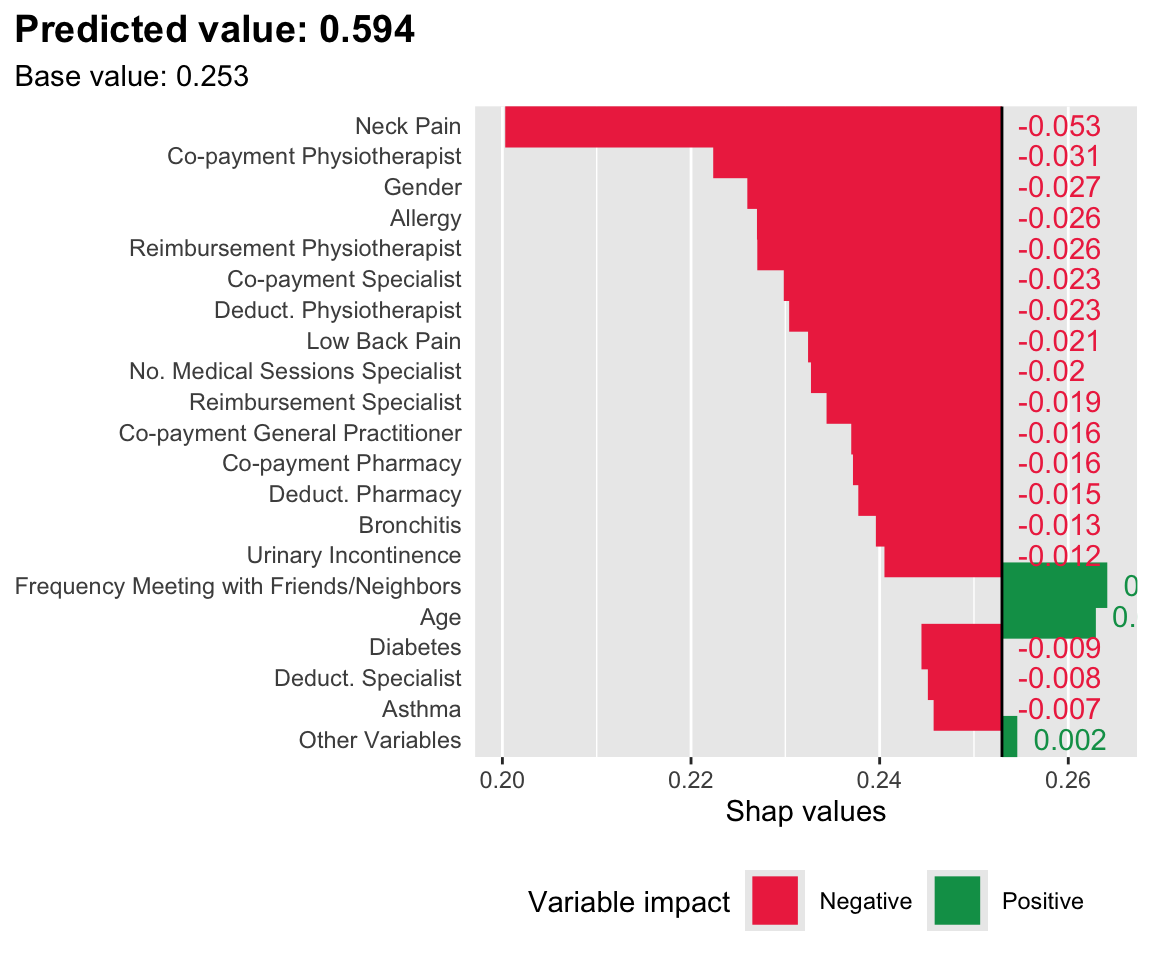 Predicted value: 0.594
Base value: 0.253
Neck Pain -0.053
Co-payment Physiotherapist -0.031
Gender -0.027
Allergy -0.026
Reimbursement Physiotherapist -0.026
Co-payment Specialist -0.023
Deduct. Physiotherapist -0.023
Low Back Pain -0.021
No. Medical Sessions Specialist -0.02
Reimbursement Specialist -0.019
Co-payment General Practitioner -0.016
Co-payment Pharmacy -0.016
Deduct. Pharmacy -0.015
Bronchitis -0.013
Urinary Incontinence -0.012
Frequency Meeting with Friends/Neighbors 0
Age 0.
Diabetes -0.009
Deduct. Specialist -0.008
Asthma -0.007
Other Variables 0.002
0.20 0.22 0.24 0.26
Shap values
Variable impact Negative Positive